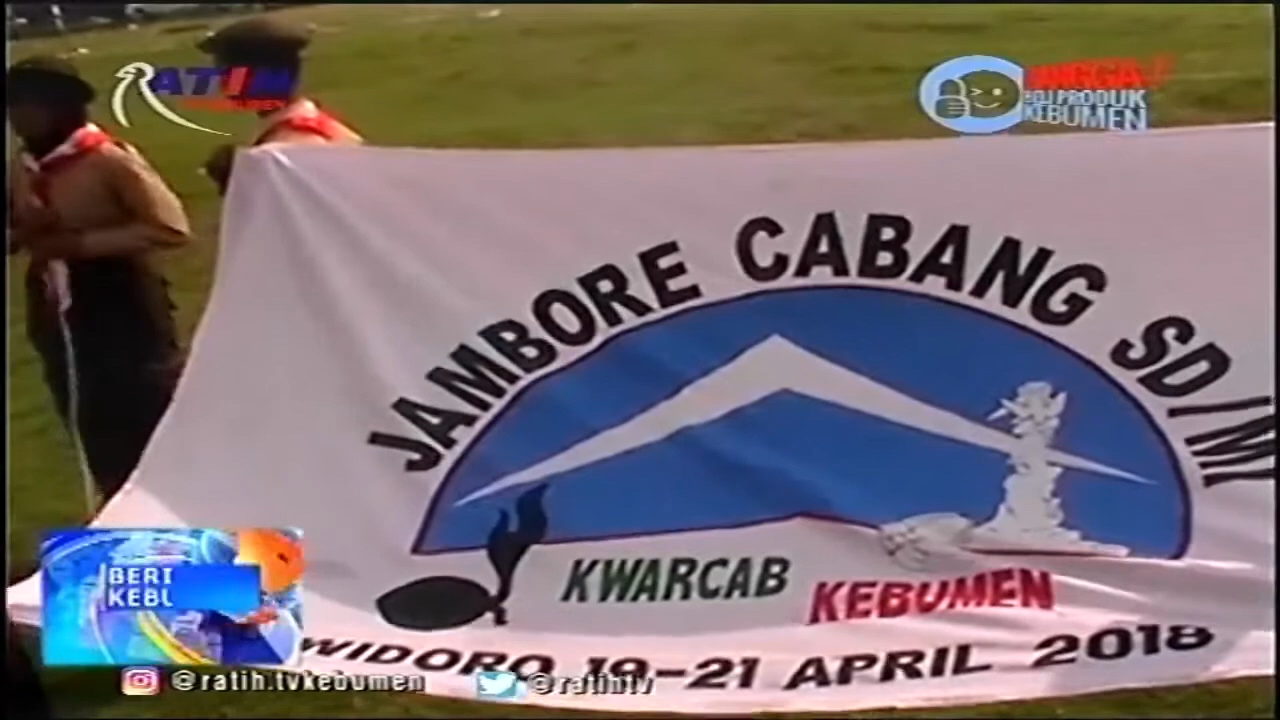 RATIH
BANGGA!!
BELI PRODUK
KEBUMEN
JAMBORE CABANG SD/MI
KWARCAB KEBUMEN
WIDORO 19-21 APRIL 2018
BERI
KEBU
@ratih.tvkebumen
@ratihtv